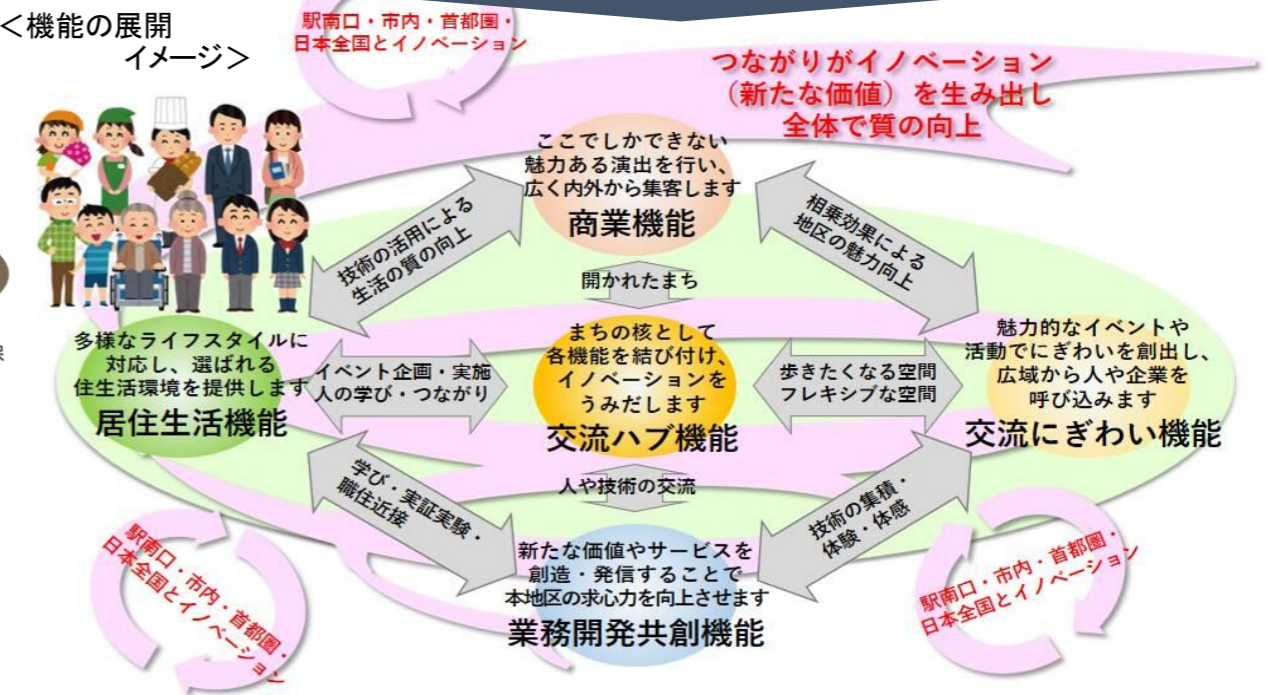 ＜機能の展開
イメージ＞
駅南口・市内・首都圏・
日本全国とイノベーション
つながりがイノベーション
（新たな価値）を生み出し
全体で質の向上
ここでしかできない
魅力ある演出を行い、
広く内外から集客します
商業機能
技術の活用による
生活の質の向上
相乗効果による
地区の魅力向上
開かれたまち
多様なライフスタイルに
対応し、選ばれる
住生活環境を提供します
居住生活機能
イベント企画・実施
人の学び・つながり
まちの核として
各機能を結び付け、
イノベーションを
うみだします
交流ハブ機能
歩きたくなる空間
フレキシブな空間
魅力的なイベントや
活動でにぎわいを創出し、
広域から人や企業を
呼び込みます
交流にぎわい機能
学び・実証実験・
職住近接
人や技術の交流
技術の集積・
体験・体感
新たな価値やサービスを
創造・発信することで
本地区の求心力を向上させます
業務開発共創機能
駅南口・市内・首都圏・
日本全国とイノベーション
駅南口・市内・首都圏・
日本全国とイノベーション